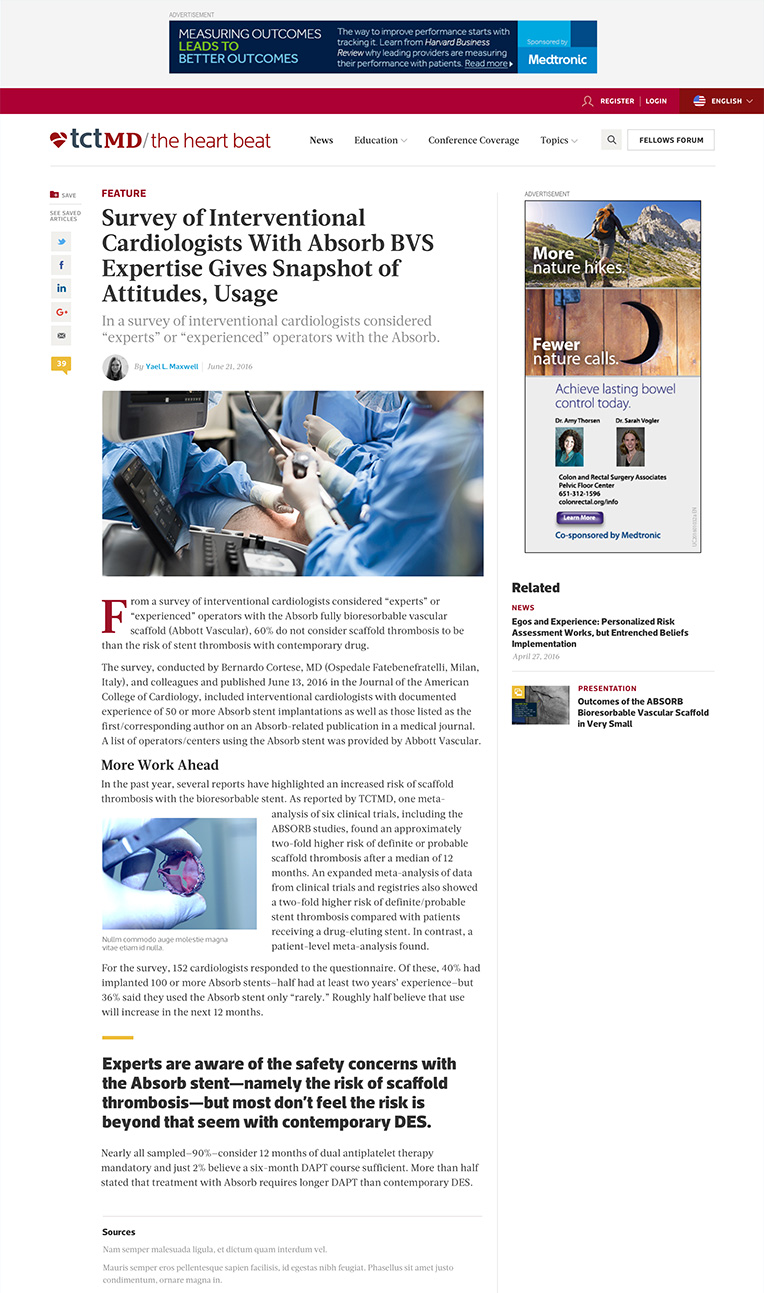 ADVERTISEMENT
MEASURING OUTCOMES
LEADS TO
BETTER OUTCOMES
The way to improve performance starts with
tracking it. Learn from Harvard Business
Review why leading providers are measuring
their performance with patients. Read more
Sponsored by
Medtronic
REGISTER | LOGIN
ENGLISH
tctMD/the heart beat
News
Education
Conference Coverage
Topics
FELLOWS FORUM
SAVE
SEE SAVED
ARTICLES
39
FEATURE
Survey of Interventional
Cardiologists With Absorb BVS
Expertise Gives Snapshot of
Attitudes, Usage
In a survey of interventional cardiologists considered
“experts” or “experienced” operators with the Absorb.
By Yael L. Maxwell | June 21, 2016
From a survey of interventional cardiologists considered “experts” or
“experienced” operators with the Absorb fully bioresorbable vascular
scaffold (Abbott Vascular), 60% do not consider scaffold thrombosis to be
than the risk of stent thrombosis with contemporary drug.
The survey, conducted by Bernardo Cortese, MD (Ospedale Fatebenefratelli, Milan,
Italy), and colleagues and published June 13, 2016 in the Journal of the American
College of Cardiology, included interventional cardiologists with documented
experience of 50 or more Absorb stent implantations as well as those listed as the
first/corresponding author on an Absorb-related publication in a medical journal.
A list of operators/centers using the Absorb stent was provided by Abbott Vascular.
More Work Ahead
In the past year, several reports have highlighted an increased risk of scaffold
thrombosis with the bioresorbable stent. As reported by TCTMD, one meta-
analysis of six clinical trials, including the
ABSORB studies, found an approximately
two-fold higher risk of definite or probable
scaffold thrombosis after a median of 12
months. An expanded meta-analysis of data
from clinical trials and registries also showed
a two-fold higher risk of definite/probable
stent thrombosis compared with patients
receiving a drug-eluting stent. In contrast, a
patient-level meta-analysis found.
Nullm commodo auge molestie magna
vitae etiam id nulla.
For the survey, 152 cardiologists responded to the questionnaire. Of these, 40% had
implanted 100 or more Absorb stents—half had at least two years’ experience—but
36% said they used the Absorb stent only “rarely.” Roughly half believe that use
will increase in the next 12 months.
Experts are aware of the safety concerns with
the Absorb stent—namely the risk of scaffold
thrombosis—but most don’t feel the risk is
beyond that seem with contemporary DES.
Nearly all sampled—90%—consider 12 months of dual antiplatelet therapy
mandatory and just 2% believe a six-month DAPT course sufficient. More than half
stated that treatment with Absorb requires longer DAPT than contemporary DES.
Sources
Nam semper malesuada ligula, et dictum quam interdum vel.
Mauris semper eros pellentesque sapien facilisis, id egestas nibh feugiat. Phasellus sit amet justo
condimentum, ornare magna in.
ADVERTISEMENT
More
nature hikes.
Fewer
nature calls.
Achieve lasting bowel
control today.
Dr. Amy Thorsen
Dr. Sarah Vogler
Colon and Rectal Surgery Associates
Pelvic Floor Center
651-312-1596
colonrectal.org/info
Learn More
Co-sponsored by Medtronic
Related
NEWS
Egos and Experience: Personalized Risk
Assessment Works, but Entrenched Beliefs
Implementation
April 27, 2016
PRESENTATION
Outcomes of the ABSORB
Bioresorbable Vascular Scaffold
in Very Small